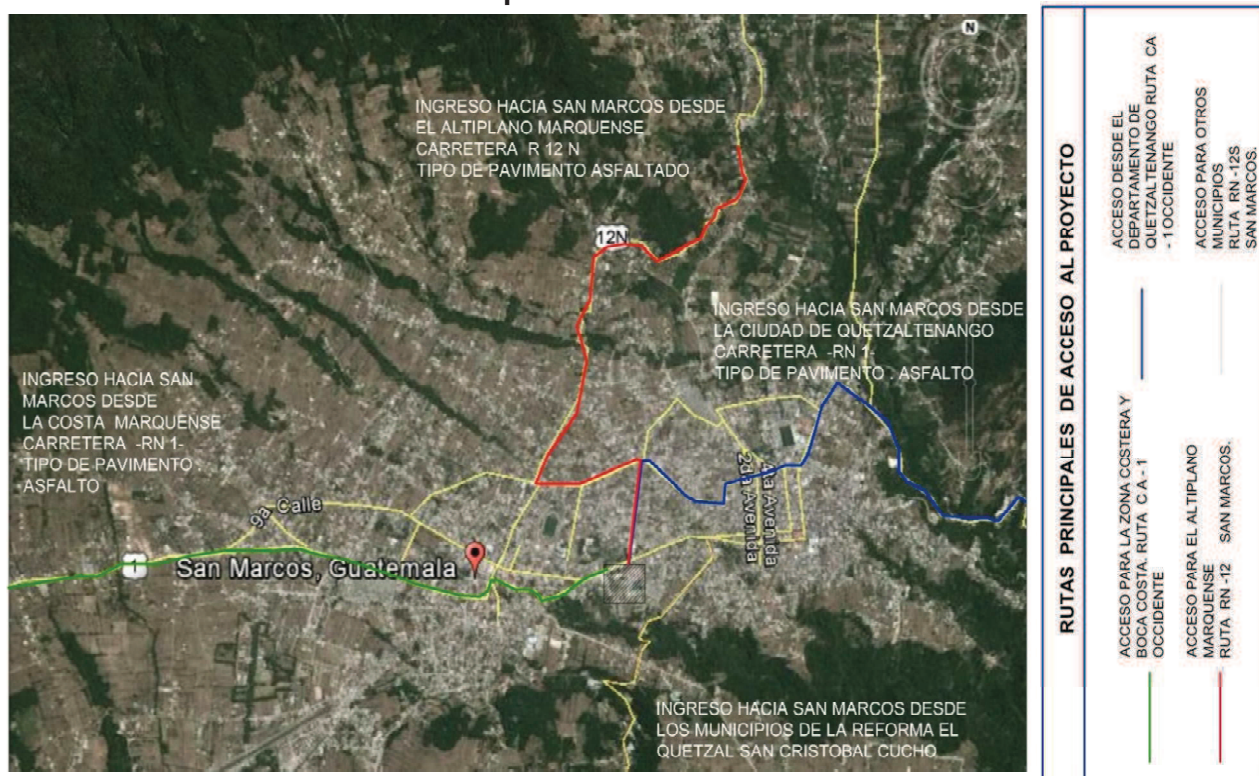 N
INGRESO HACIA SAN MARCOS DESDE
EL ALTIPLANO MARQUENSE
CARRETERA R 12 N
TIPO DE PAVIMENTO ASFALTADO
12N
INGRESO HACIA SAN MARCOS DESDE
LA CIUDAD DE QUETZALTENANGO
CARRETERA -RN 1-
TIPO DE PAVIMENTO . ASFALTO
INGRESO HACIA SAN
MARCOS DESDE
LA COSTA MARQUENSE
CARRETERA -RN 1-
TIPO DE PAVIMENTO .
ASFALTO
9a Calle
2da Avenida
4ta Avenida
1
San Marcos, Guatemala
INGRESO HACIA SAN MARCOS DESDE
LOS MUNICIPIOS DE LA REFORMA EL
QUETZAL SAN CRISTOBAL CUCHO
RUTAS PRINCIPALES DE ACCESO AL PROYECTO
ACCESO PARA LA ZONA COSTERA Y
BOCA COSTA. RUTA C A - 1
OCCIDENTE
ACCESO PARA EL ALTIPLANO
MARQUENSE
RUTA RN -12 SAN MARCOS.
ACCESO DESDE EL
DEPARTAMENTO DE
QUETZALTENANGO RUTA CA
- 1OCCIDENTE
ACCESO PARA OTROS
MUNICIPIOS
RUTA RN -12S
SAN MARCOS.